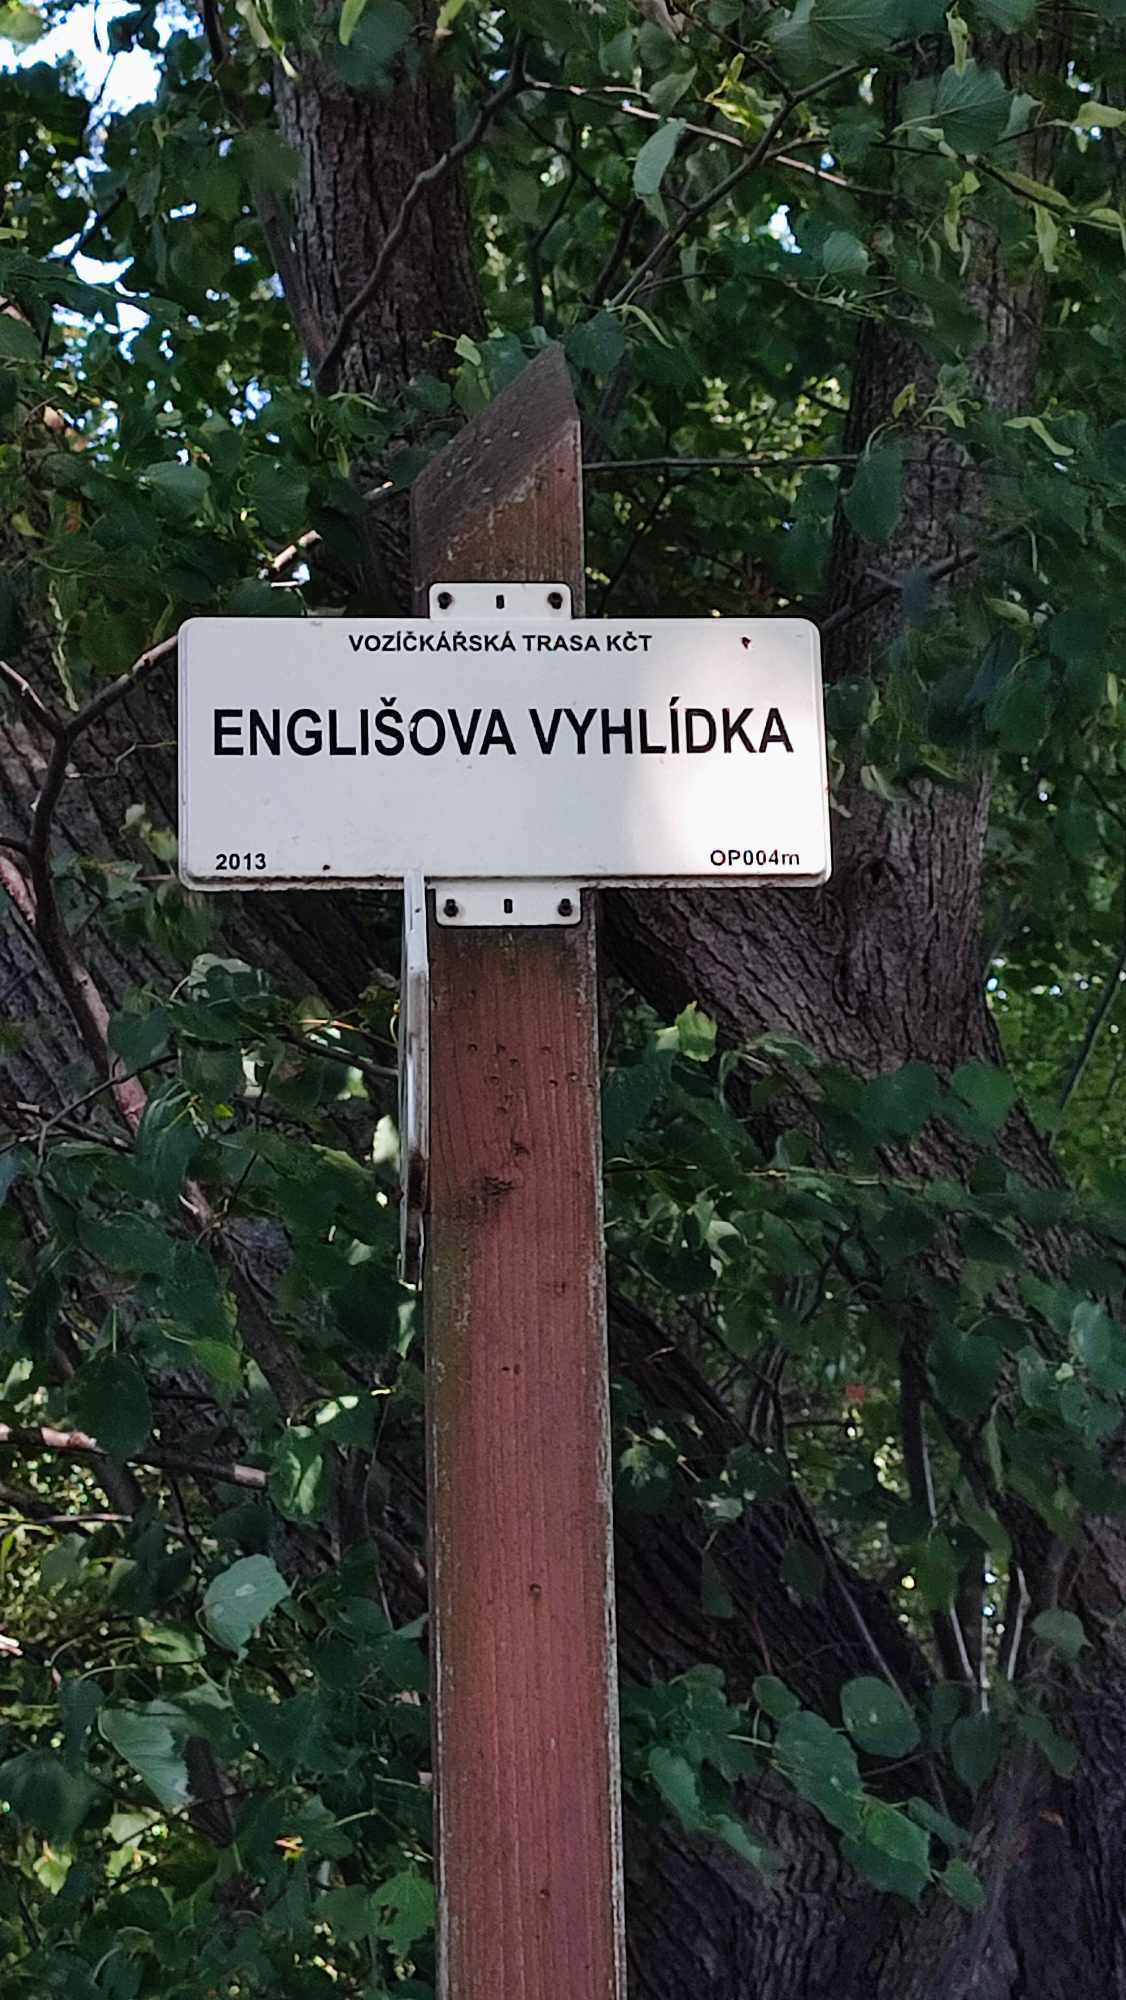 VOZÍČKÁŘSKÁ TRASA KČT
ENGLIŠOVA VYHLÍDKA
2013 OP004m